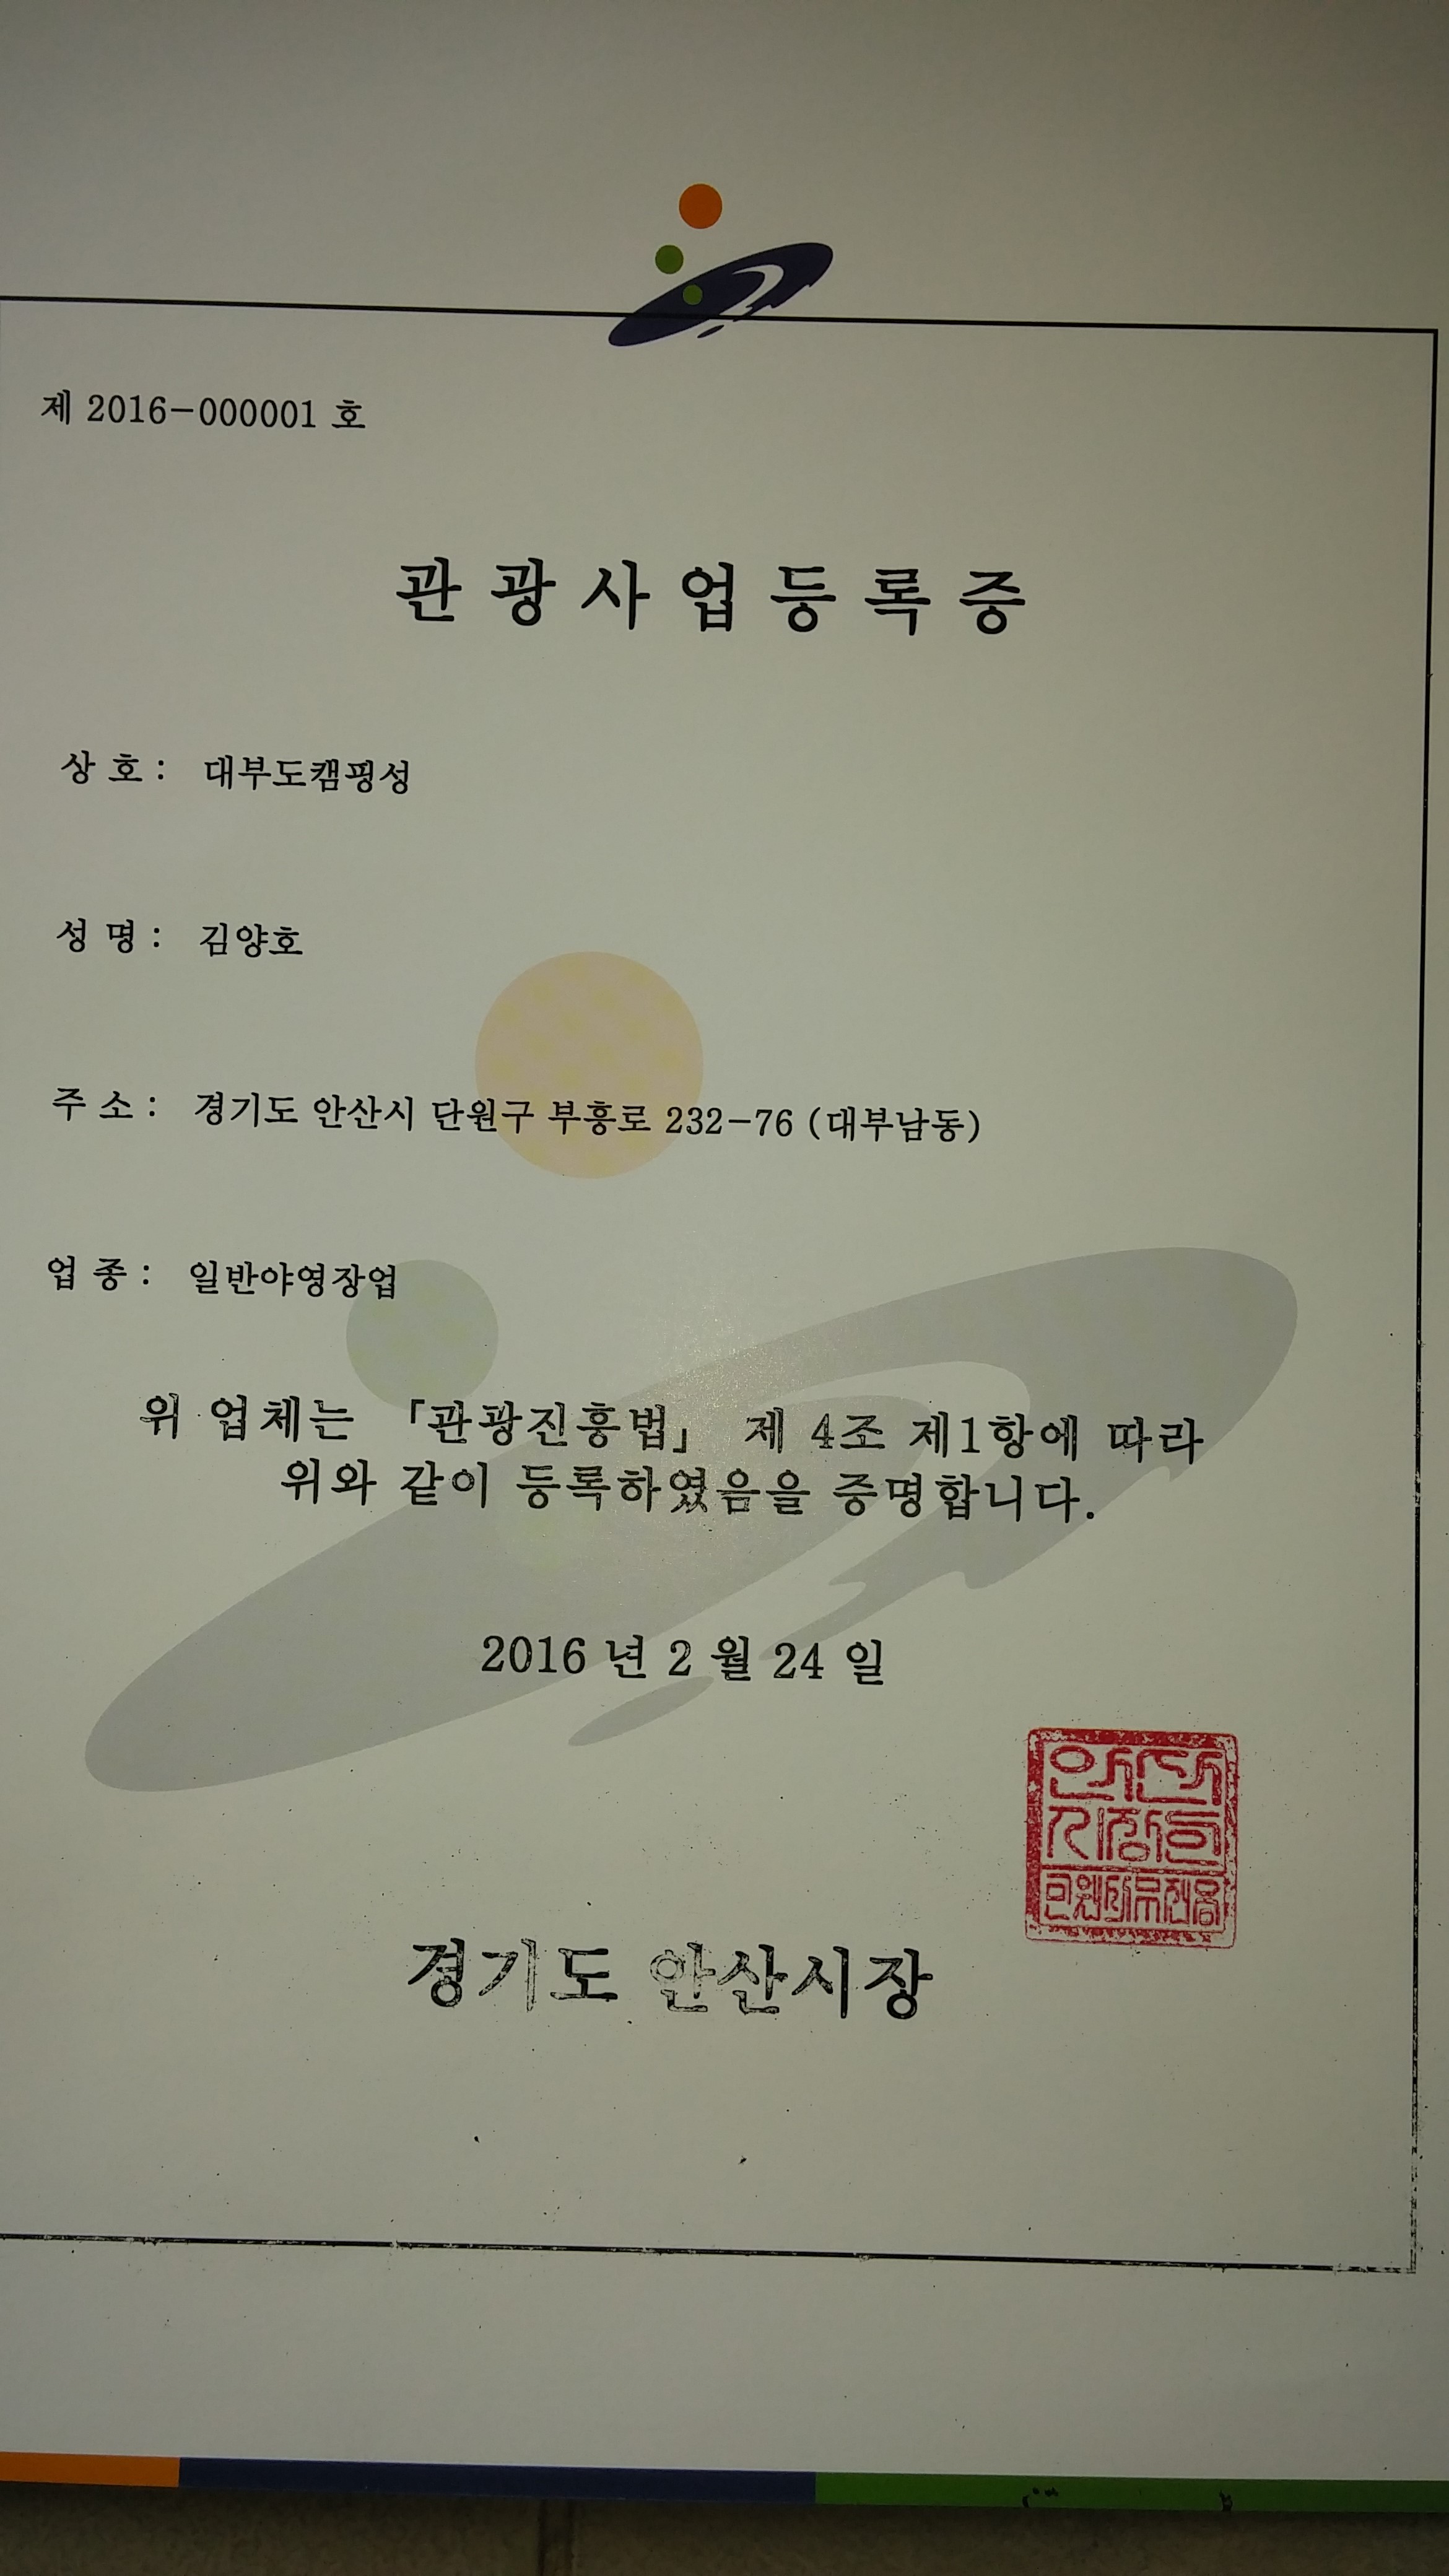 제 2016-000001 호
관광사업등록증
상 호 : 대부도캠핑성
성 명 : 김양호
주 소 : 경기도 안산시 단원구 부흥로 232-76 (대부남동)
업 종 : 일반야영장업
위 업체는 「관광진흥법」 제 4조 제1항에 따라
위와 같이 등록하였음을 증명합니다.
2016 년 2 월 24 일
안산
시장의
경기도 안산시장